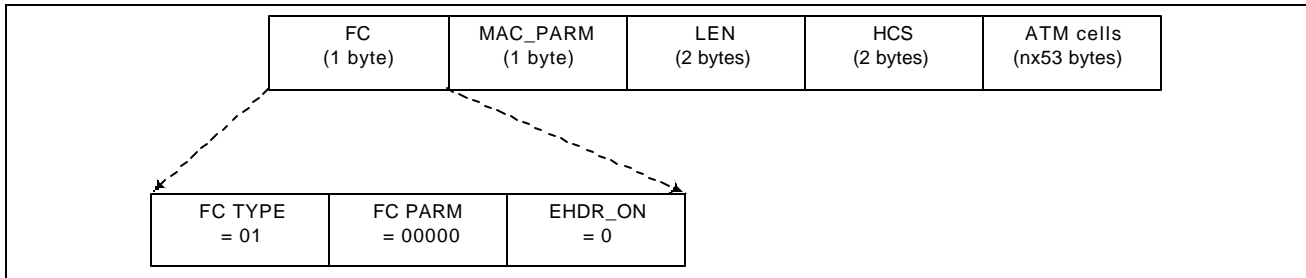 FC
(1 byte)
MAC_PARM
(1 byte)
LEN
(2 bytes)
HCS
(2 bytes)
ATM cells
(nx53 bytes)
FC TYPE
= 01
FC PARM
= 00000
EHDR_ON
= 0